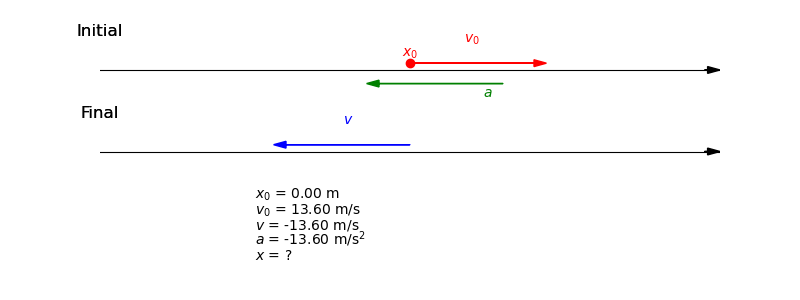 Initial
v₀
x₀
a
Final
v
x₀ = 0.00 m
v₀ = 13.60 m/s
v = -13.60 m/s
a = -13.60 m/s²
x = ?